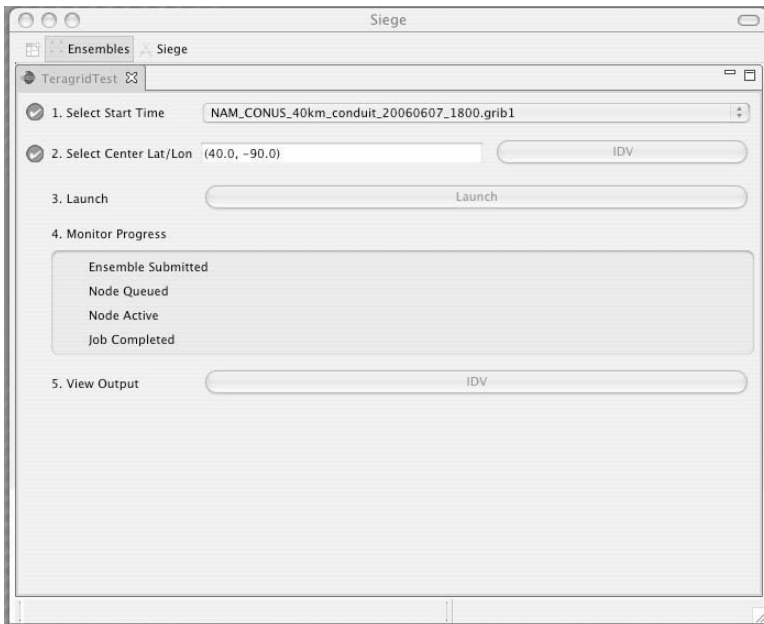 Siege
Ensembles Siege
TeragridTest
1. Select Start Time NAM_CONUS_40km_conduit_20060607_1800.grib1
2. Select Center Lat/Lon (40.0, -90.0) IDV
3. Launch Launch
4. Monitor Progress
Ensemble Submitted
Node Queued
Node Active
Job Completed
5. View Output IDV